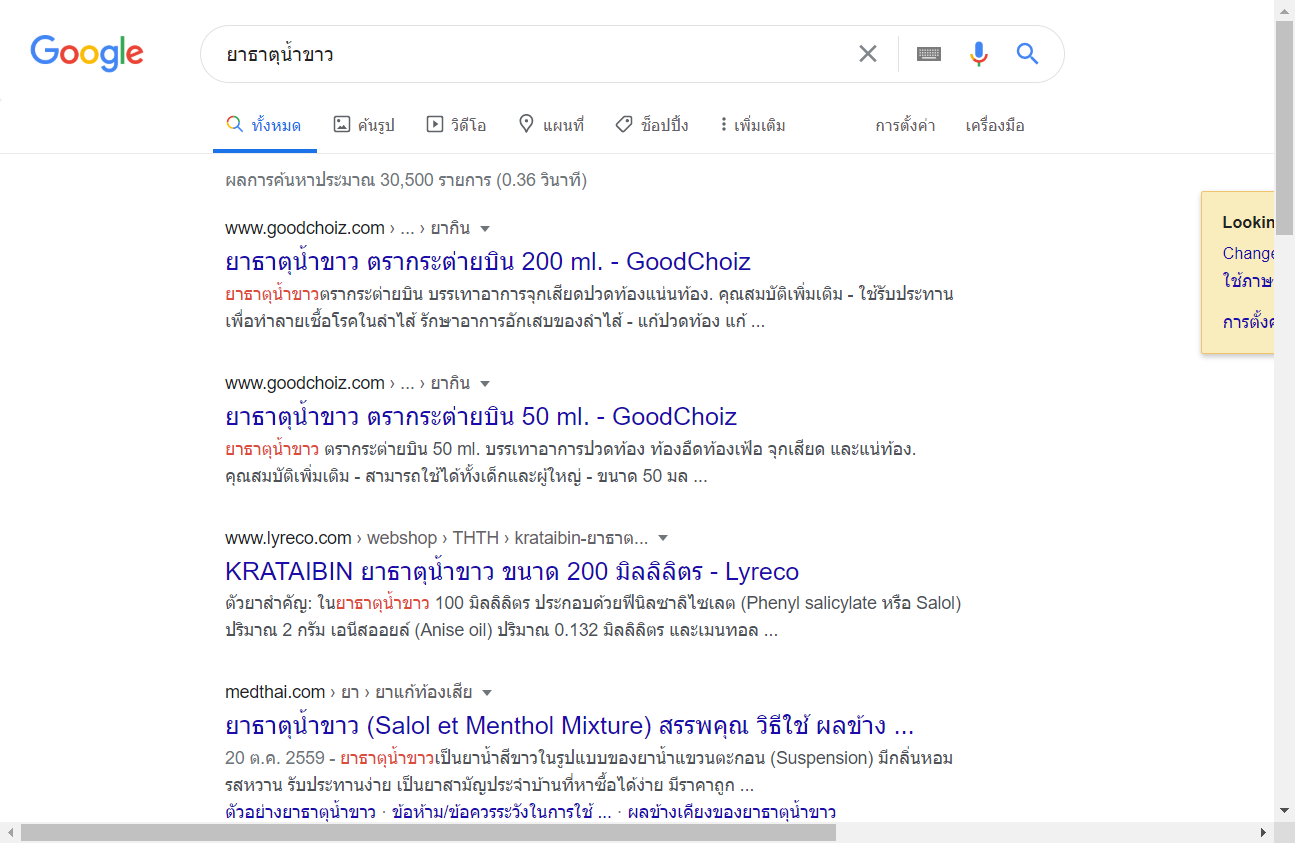 Google
ยาธาตุน้ำขาว
ทั้งหมด ค้นรูป วิดีโอ แผนที่ ช็อปปิ้ง เพิ่มเติม การตั้งค่า เครื่องมือ
ผลการค้นหาประมาณ 30,500 รายการ (0.36 วินาที)
www.goodchoiz.com › ... › ยากิน
ยาธาตุน้ำขาว ตรากระต่ายบิน 200 ml. - GoodChoiz
ยาธาตุน้ำขาวตรากระต่ายบิน บรรเทาอาการจุกเสียดปวดท้องแน่นท้อง. คุณสมบัติเพิ่มเติม - ใช้รับประทาน
เพื่อทำลายเชื้อโรคในลำไส้ รักษาอาการอักเสบของลำไส้ - แก้ปวดท้อง แก้ ...
www.goodchoiz.com › ... › ยากิน
ยาธาตุน้ำขาว ตรากระต่ายบิน 50 ml. - GoodChoiz
ยาธาตุน้ำขาว ตรากระต่ายบิน 50 ml. บรรเทาอาการปวดท้อง ท้องอืดท้องเฟ้อ จุกเสียด และแน่ท้อง.
คุณสมบัติเพิ่มเติม - สามารถใช้ได้ทั้งเด็กและผู้ใหญ่ - ขนาด 50 มล ...
www.lyreco.com › webshop › THTH › krataibin-ยาธาต...
KRATAIBIN ยาธาตุน้ำขาว ขนาด 200 มิลลิลิตร - Lyreco
ตัวยาสำคัญ: ในยาธาตุน้ำขาว 100 มิลลิลิตร ประกอบด้วยฟีนิลซาลิไซเลต (Phenyl salicylate หรือ Salol)
ปริมาณ 2 กรัม เอนีสออยล์ (Anise oil) ปริมาณ 0.132 มิลลิลิตร และเมนทอล ...
medthai.com › ยา › ยาแก้ท้องเสีย
ยาธาตุน้ำขาว (Salol et Menthol Mixture) สรรพคุณ วิธีใช้ ผลข้าง ...
20 ต.ค. 2559 - ยาธาตุน้ำขาวเป็นยาน้ำสีขาวในรูปแบบของยาน้ำแขวนตะกอน (Suspension) มีกลิ่นหอม
รสหวาน รับประทานง่าย เป็นยาสามัญประจำบ้านที่หาซื้อได้ง่าย มีราคาถูก ...
ตัวอย่างยาธาตุน้ำขาว · ข้อห้าม/ข้อควรระวังในการใช้ ... · ผลข้างเคียงของยาธาตุน้ำขาว
Lookin
Change
ใช้ภาษ
การตั้งค